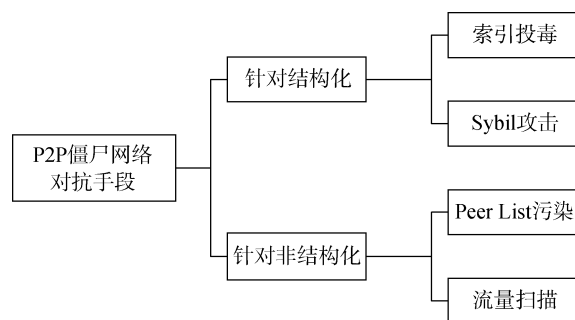 索引投毒
针对结构化
Sybil攻击
P2P僵尸网络
对抗手段
Peer List污染
针对非结构化
流量扫描